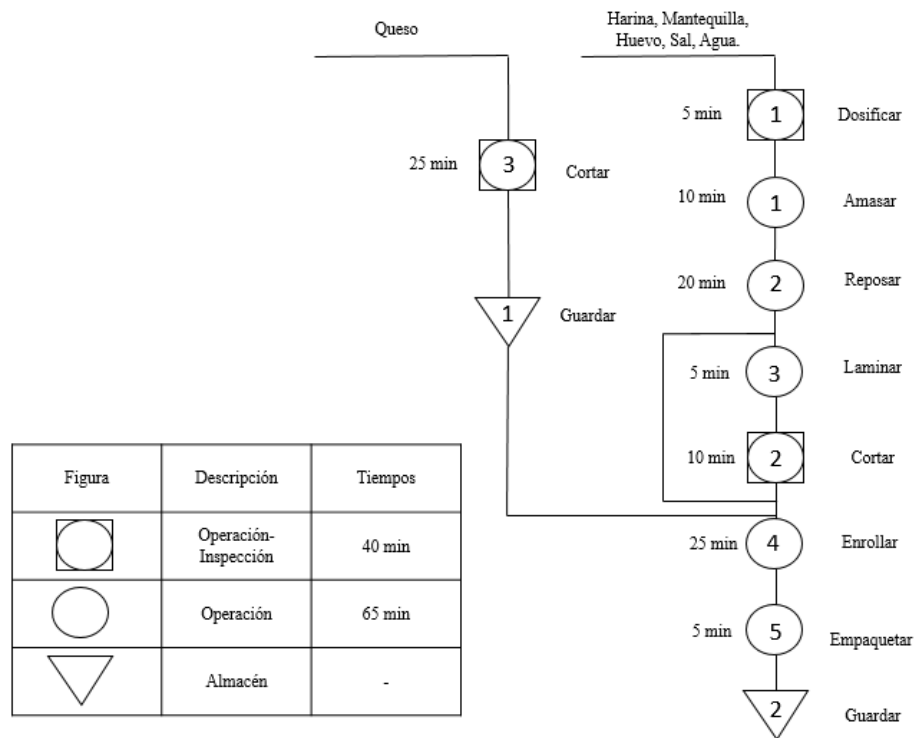 Queso
Harina, Mantequilla,
Huevo, Sal, Agua.
5 min
1
Dosificar
25 min
3
Cortar
10 min
1
Amasar
20 min
2
Reposar
1
Guardar
5 min
3
Laminar
10 min
2
Cortar
25 min
4
Enrollar
5 min
5
Empaquetar
2
Guardar
Figura
Descripción
Tiempos
Operación-
Inspección
40 min
Operación
65 min
Almacén
-